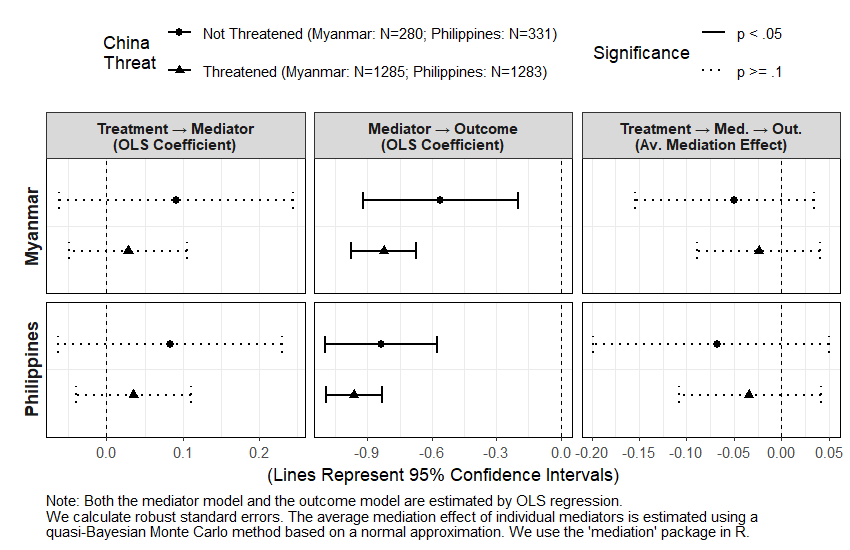 China
Threat
Not Threatened (Myanmar: N=280; Philippines: N=331)
Threatened (Myanmar: N=1285; Philippines: N=1283)
Significance
p < .05
p >= .1
Treatment → Mediator
(OLS Coefficient)
Mediator → Outcome
(OLS Coefficient)
Treatment → Med. → Out.
(Av. Mediation Effect)
Myanmar
Philippines
0.0 0.1 0.2
-0.9 -0.6 -0.3 0.0
-0.20 -0.15 -0.10 -0.05 0.00 0.05
(Lines Represent 95% Confidence Intervals)
Note: Both the mediator model and the outcome model are estimated by OLS regression.
We calculate robust standard errors. The average mediation effect of individual mediators is estimated using a
quasi-Bayesian Monte Carlo method based on a normal approximation. We use the 'mediation' package in R.